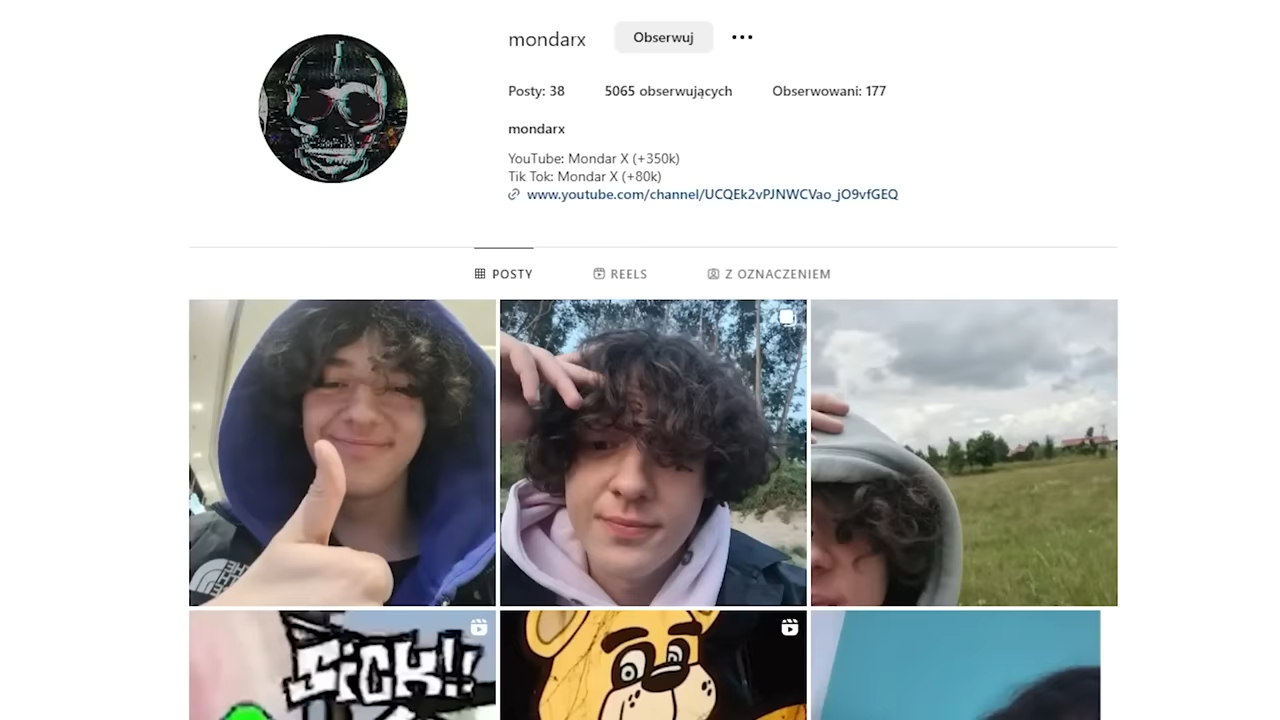 mondarx Obserwuj
Posty: 38 5065 obserwujących Obserwowani: 177
mondarx
YouTube: Mondar X (+350k)
Tik Tok: Mondar X (+80k)
www.youtube.com/channel/UCQEk2vPJNWCVao_jO9vfGEQ
POSTY REELS Z OZNACZENIEM
SiCK!!